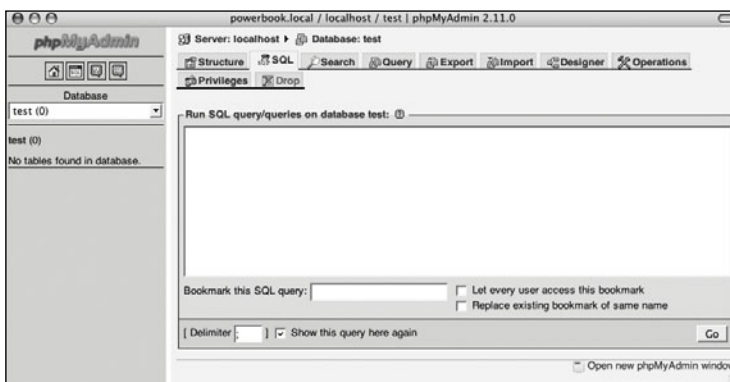 powerbook.local / localhost / test | phpMyAdmin 2.11.0
phpMyAdmin
Server: localhost Database: test
Structure SQL Search Query Export Import Designer Operations
Privileges Drop
Database
test (0)
test (0)
No tables found in database.
Run SQL query/queries on database test:
Bookmark this SQL query:
Let every user access this bookmark
Replace existing bookmark of same name
[ Delimiter ; ] Show this query here again
Go
Open new phpMyAdmin window